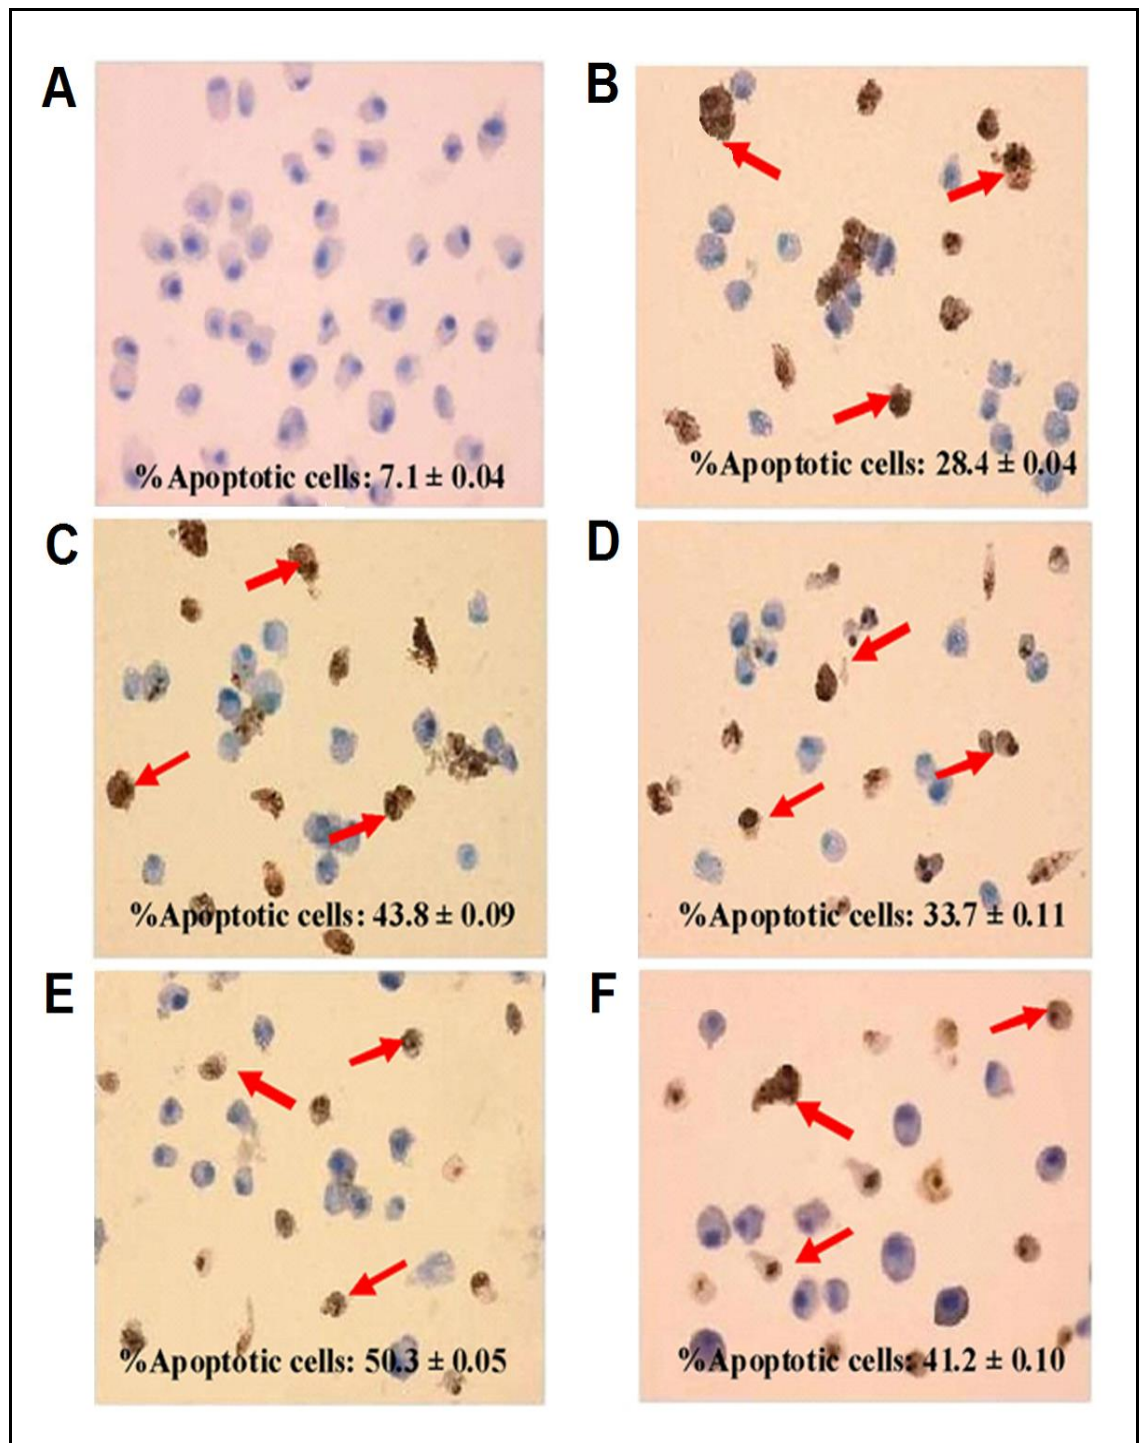 A
B
%Apoptotic cells: 7.1 ± 0.04
%Apoptotic cells: 28.4 ± 0.04
C
D
%Apoptotic cells: 43.8 ± 0.09
%Apoptotic cells: 33.7 ± 0.11
E
F
%Apoptotic cells: 50.3 ± 0.05
%Apoptotic cells: 41.2 ± 0.10